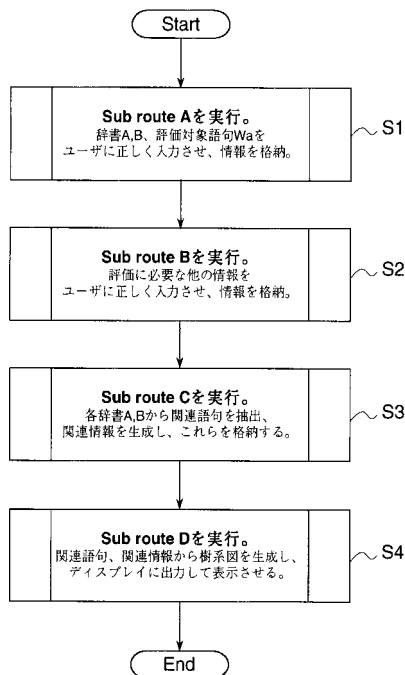 Start
Sub route Aを実行。
辞書A,B、評価対象語句Waを
ユーザに正しく入力させ、情報を格納。
S1
Sub route Bを実行。
評価に必要な他の情報を
ユーザに正しく入力させ、情報を格納。
S2
Sub route Cを実行。
各辞書A,Bから関連語句を抽出、
関連情報を生成し、これらを格納する。
S3
Sub route Dを実行。
関連語句、関連情報から樹系図を生成し、
ディスプレイに出力して表示させる。
S4
End